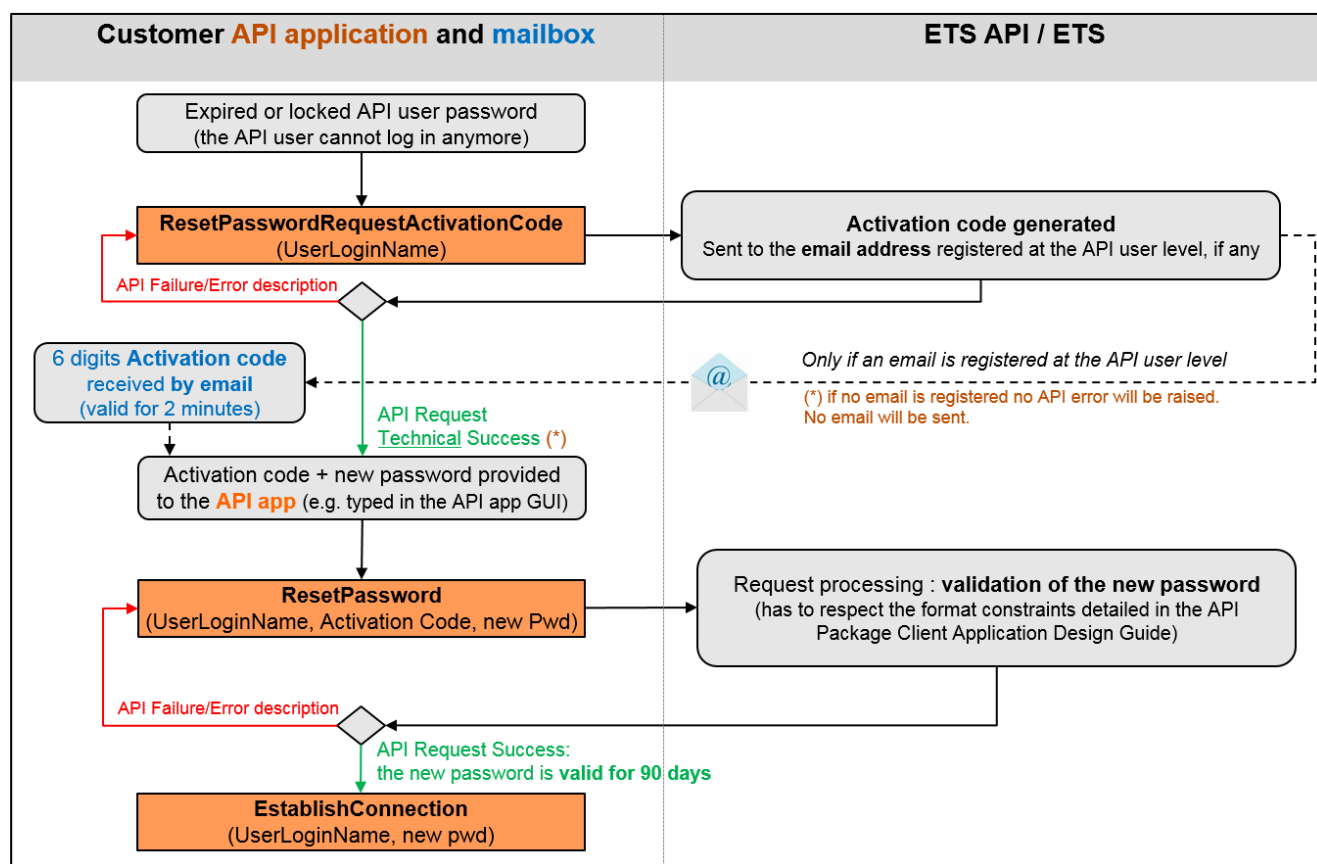 Customer API application and mailbox
ETS API / ETS
Expired or locked API user password
(the API user cannot log in anymore)
ResetPasswordRequestActivationCode
(UserLoginName)
Activation code generated
Sent to the email address registered at the API user level, if any
API Failure/Error description
6 digits Activation code
received by email
(valid for 2 minutes)
@
Only if an email is registered at the API user level
(*) if no email is registered no API error will be raised.
No email will be sent.
API Request
Technical Success (*)
Activation code + new password provided
to the API app (e.g. typed in the API app GUI)
ResetPassword
(UserLoginName, Activation Code, new Pwd)
Request processing : validation of the new password
(has to respect the format constraints detailed in the API
Package Client Application Design Guide)
API Failure/Error description
API Request Success:
the new password is valid for 90 days
EstablishConnection
(UserLoginName, new pwd)